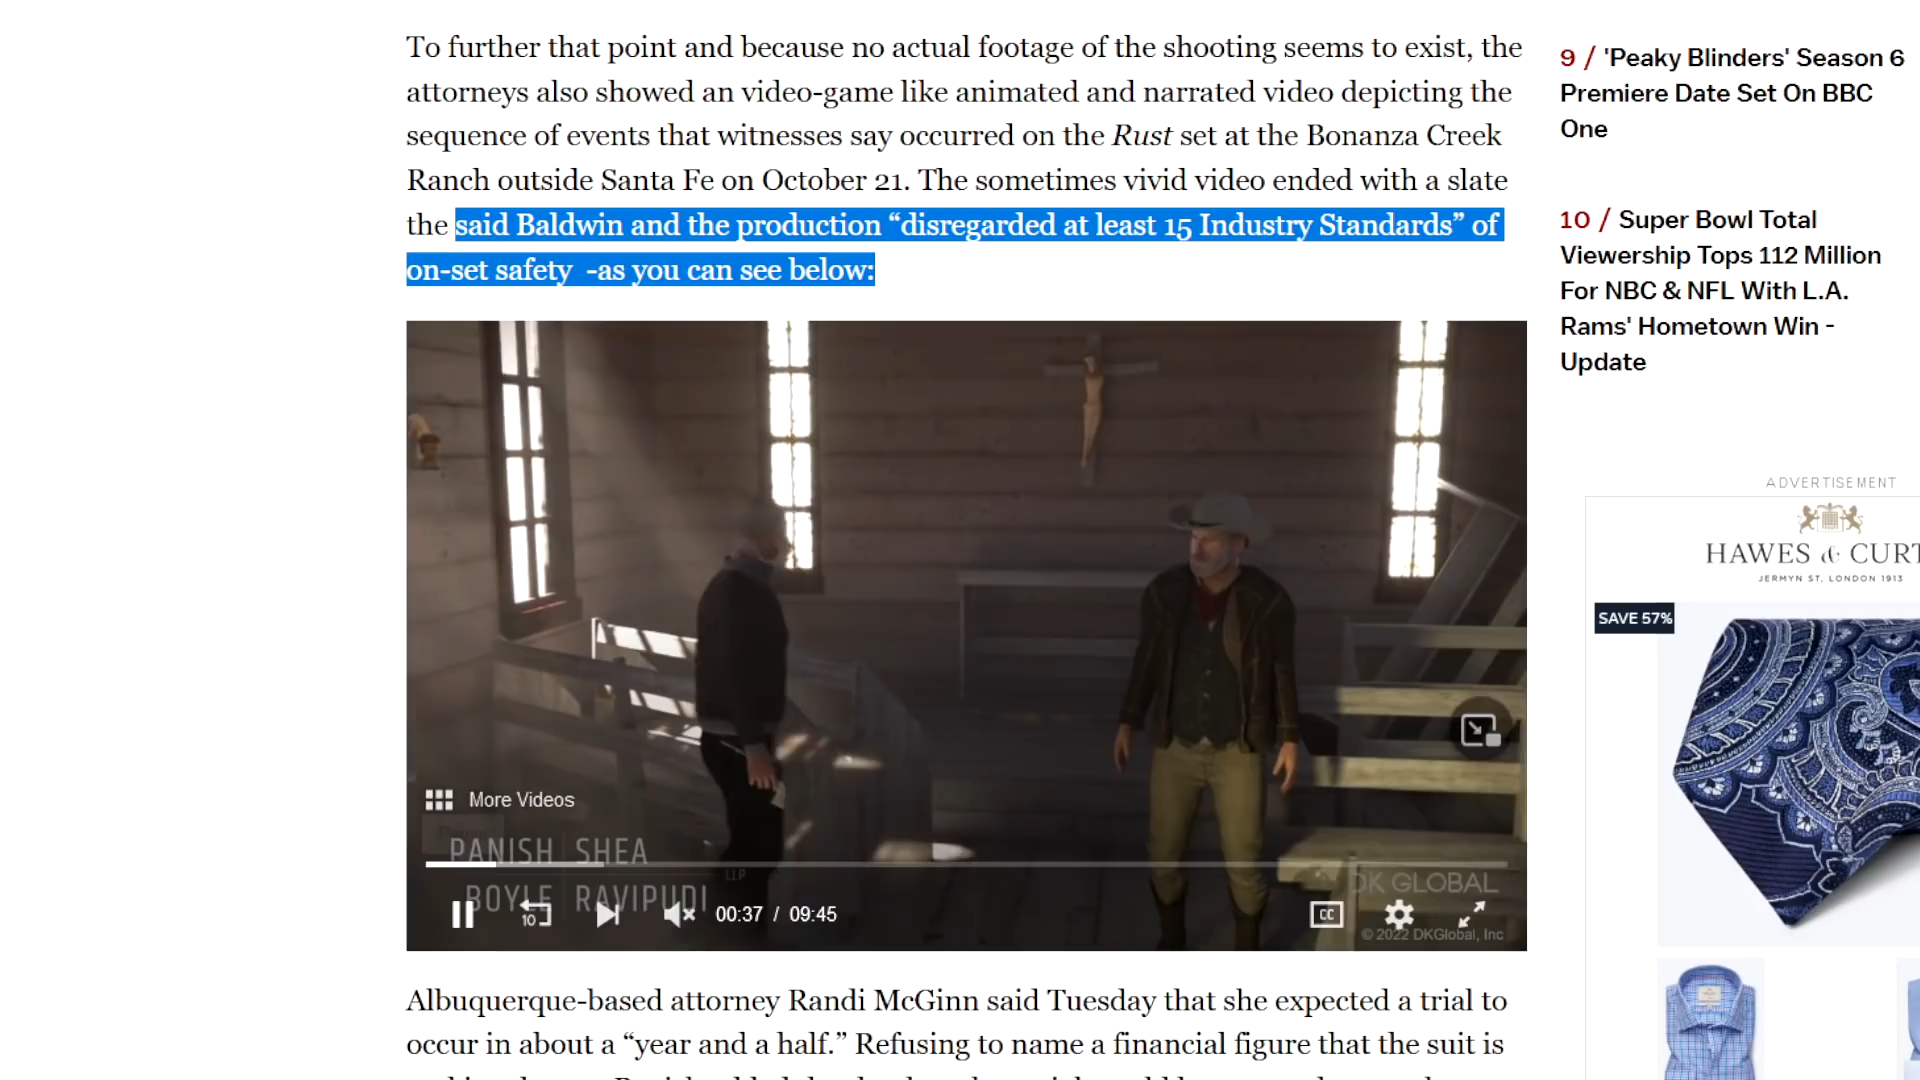 To further that point and because no actual footage of the shooting seems to exist, the
attorneys also showed an video-game like animated and narrated video depicting the
sequence of events that witnesses say occurred on the Rust set at the Bonanza Creek
Ranch outside Santa Fe on October 21. The sometimes vivid video ended with a slate
the said Baldwin and the production “disregarded at least 15 Industry Standards” of
on-set safety -as you can see below:
More Videos
PANISH SHEA
LLP
BOYLE RAVIPUDI
10
00:37 / 09:45
CC
DK GLOBAL
© 2022 DKGlobal, Inc
Albuquerque-based attorney Randi McGinn said Tuesday that she expected a trial to
occur in about a “year and a half.” Refusing to name a financial figure that the suit is
9 / 'Peaky Blinders' Season 6
Premiere Date Set On BBC
One
10 / Super Bowl Total
Viewership Tops 112 Million
For NBC & NFL With L.A.
Rams' Hometown Win -
Update
ADVERTISEMENT
HAWES & CURT
JERMYN ST, LONDON 1913
SAVE 57%